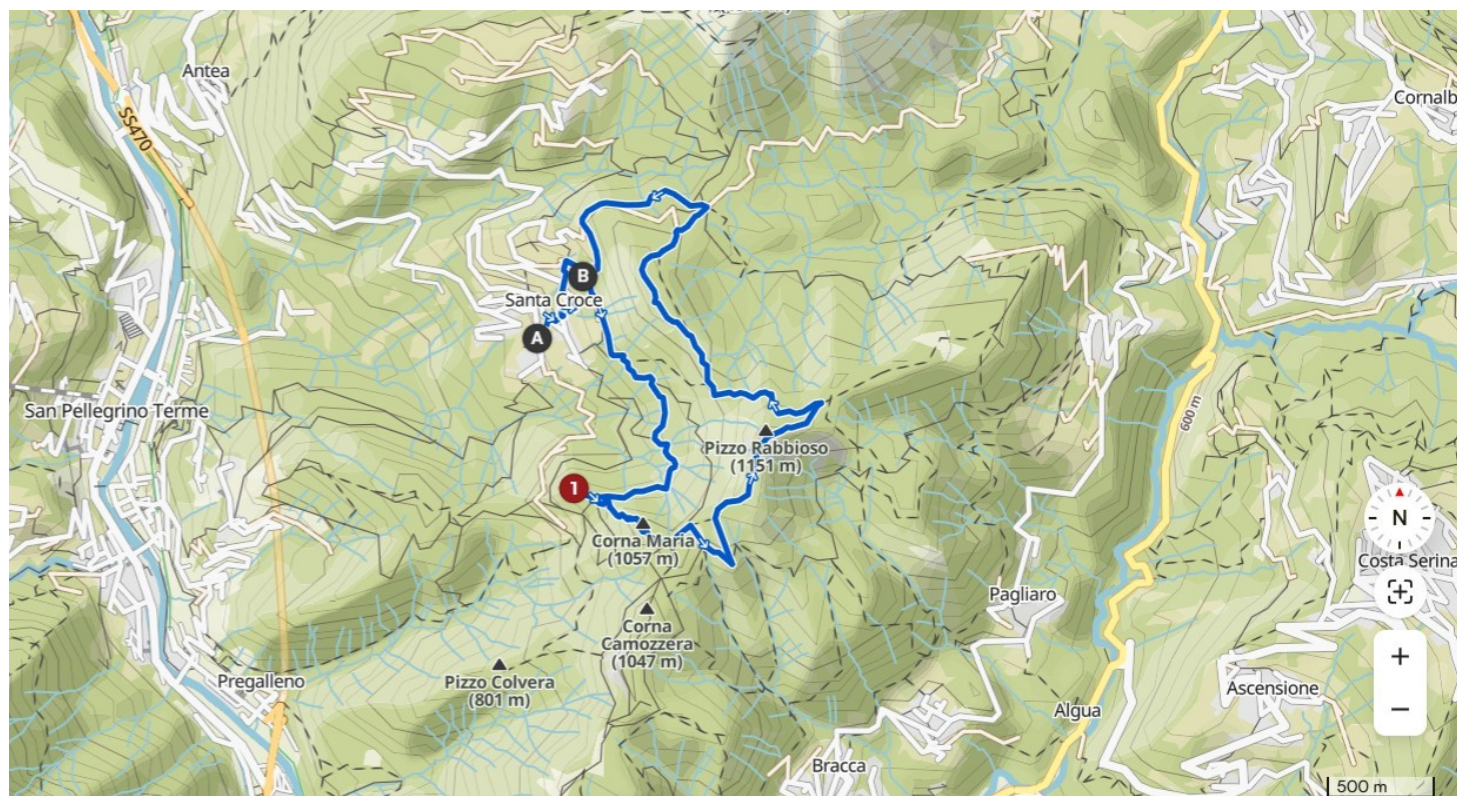 Antea
SS470
Cornalb
B
Santa Croce
A
San Pellegrino Terme
600 m
Pizzo Rabbioso
(1151 m)
1
N
Corna Maria
(1057 m)
Costa Serina
Pagliaro
Corna
Camozzera
(1047 m)
Pizzo Colvera
(801 m)
Pregalleno
+
Ascensione
−
Algua
Bracca
500 m